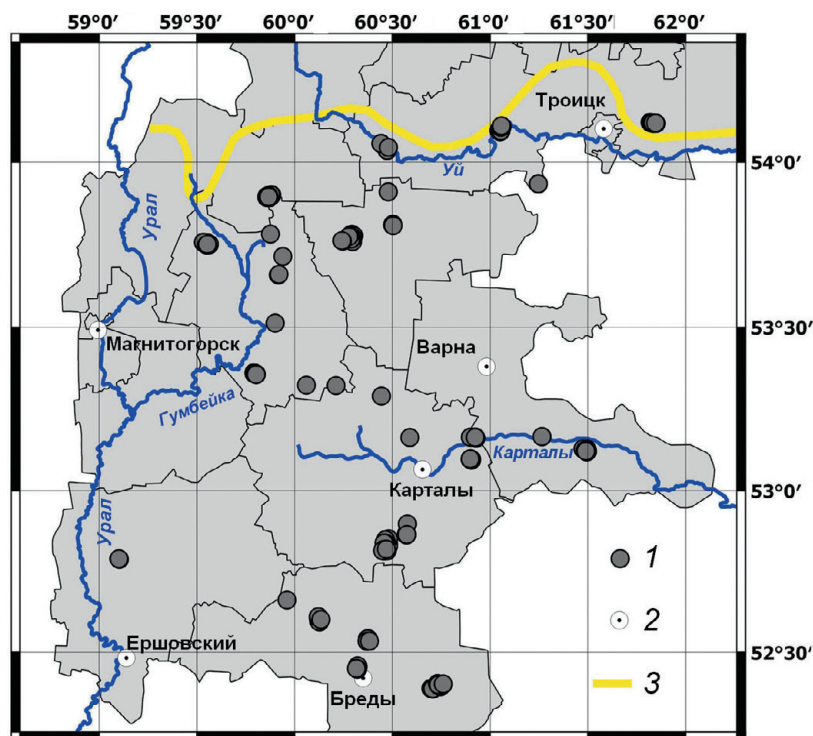 59°0' 59°30' 60°0' 60°30' 61°0' 61°30' 62°0'
Троицк
54°0'
Уй
Урал
53°30'
Магнитогорск
Варна
Гумбейка
Карталы
Карталы
53°0'
Урал
1
2
Ершовский
52°30'
3
Бреды